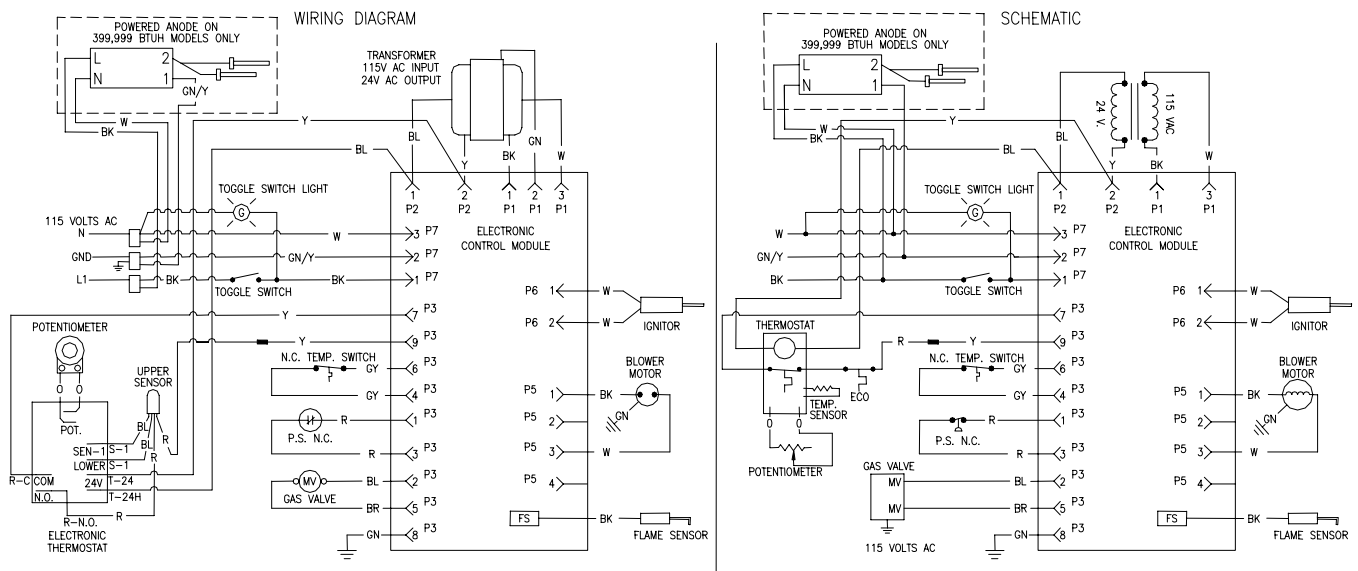 WIRING DIAGRAM
POWERED ANODE ON
399,999 BTUH MODELS ONLY
L
2
N
1
GN/Y
W
BK
TRANSFORMER
115V AC INPUT
24V AC OUTPUT
Y
BL
BL
Y
BK
GN
W
1
2
1
2
3
P2
P2
P1
P1
P1
TOGGLE SWITCH LIGHT
G
115 VOLTS AC
N
W
3
P7
ELECTRONIC
CONTROL MODULE
GND
GN/Y
2
P7
L1
BK
BK
1
P7
TOGGLE SWITCH
P6
1
W
Y
7
P3
P6
2
W
IGNITOR
POTENTIOMETER
Y
9
P3
N.C. TEMP. SWITCH
GY
6
P3
BLOWER
MOTOR
UPPER
SENSOR
O
O
GY
4
P3
P5
1
BK
GN
POT.
BL
BL
R
R
R
1
P3
P5
2
P.S. N.C.
SEN-1
S-1
LOWER
S-1
R
3
P3
P5
3
W
R-C
COM
24V
T-24
MV
BL
2
P3
P5
4
GAS VALVE
N.O.
T-24H
BR
5
P3
R-N.O.
R
FS
BK
ELECTRONIC
THERMOSTAT
GN
8
P3
FLAME SENSOR
SCHEMATIC
POWERED ANODE ON
399,999 BTUH MODELS ONLY
L
2
N
1
W
BK
Y
BL
24 V.
115 VAC
BL
Y
BK
W
1
2
1
3
P2
P2
P1
P1
TOGGLE SWITCH LIGHT
G
W
3
P7
ELECTRONIC
CONTROL MODULE
GN/Y
2
P7
BK
1
P7
TOGGLE SWITCH
P6
1
W
7
P3
P6
2
W
IGNITOR
THERMOSTAT
R
Y
9
P3
N.C. TEMP. SWITCH
GY
6
P3
BLOWER
MOTOR
ECO
TEMP.
SENSOR
GY
4
P3
P5
1
BK
GN
O
O
R
1
P3
P5
2
P.S. N.C.
R
3
P3
P5
3
W
POTENTIOMETER
GAS VALVE
MV
BL
2
P3
P5
4
MV
BR
5
P3
FS
BK
115 VOLTS AC
GN
8
P3
FLAME SENSOR